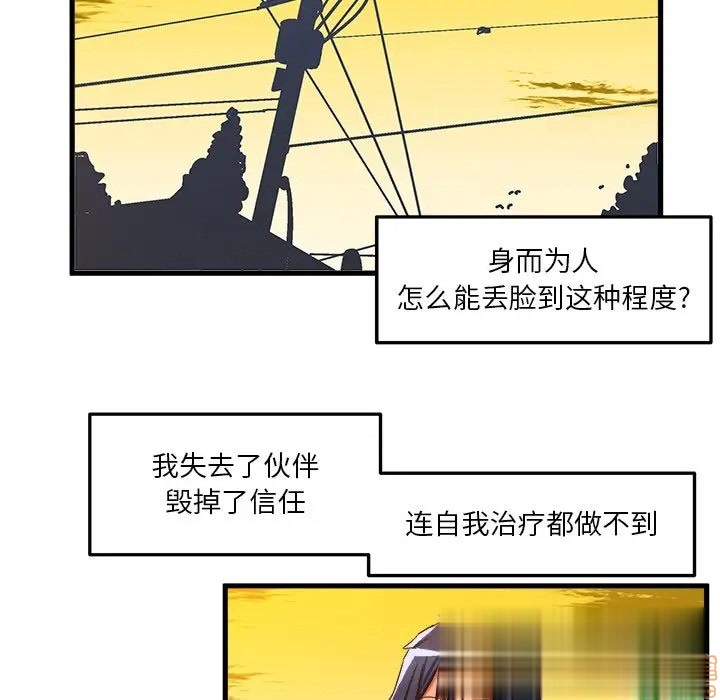 身而为人
怎么能丢脸到这种程度?
我失去了伙伴
毁掉了信任
连自我治疗都做不到